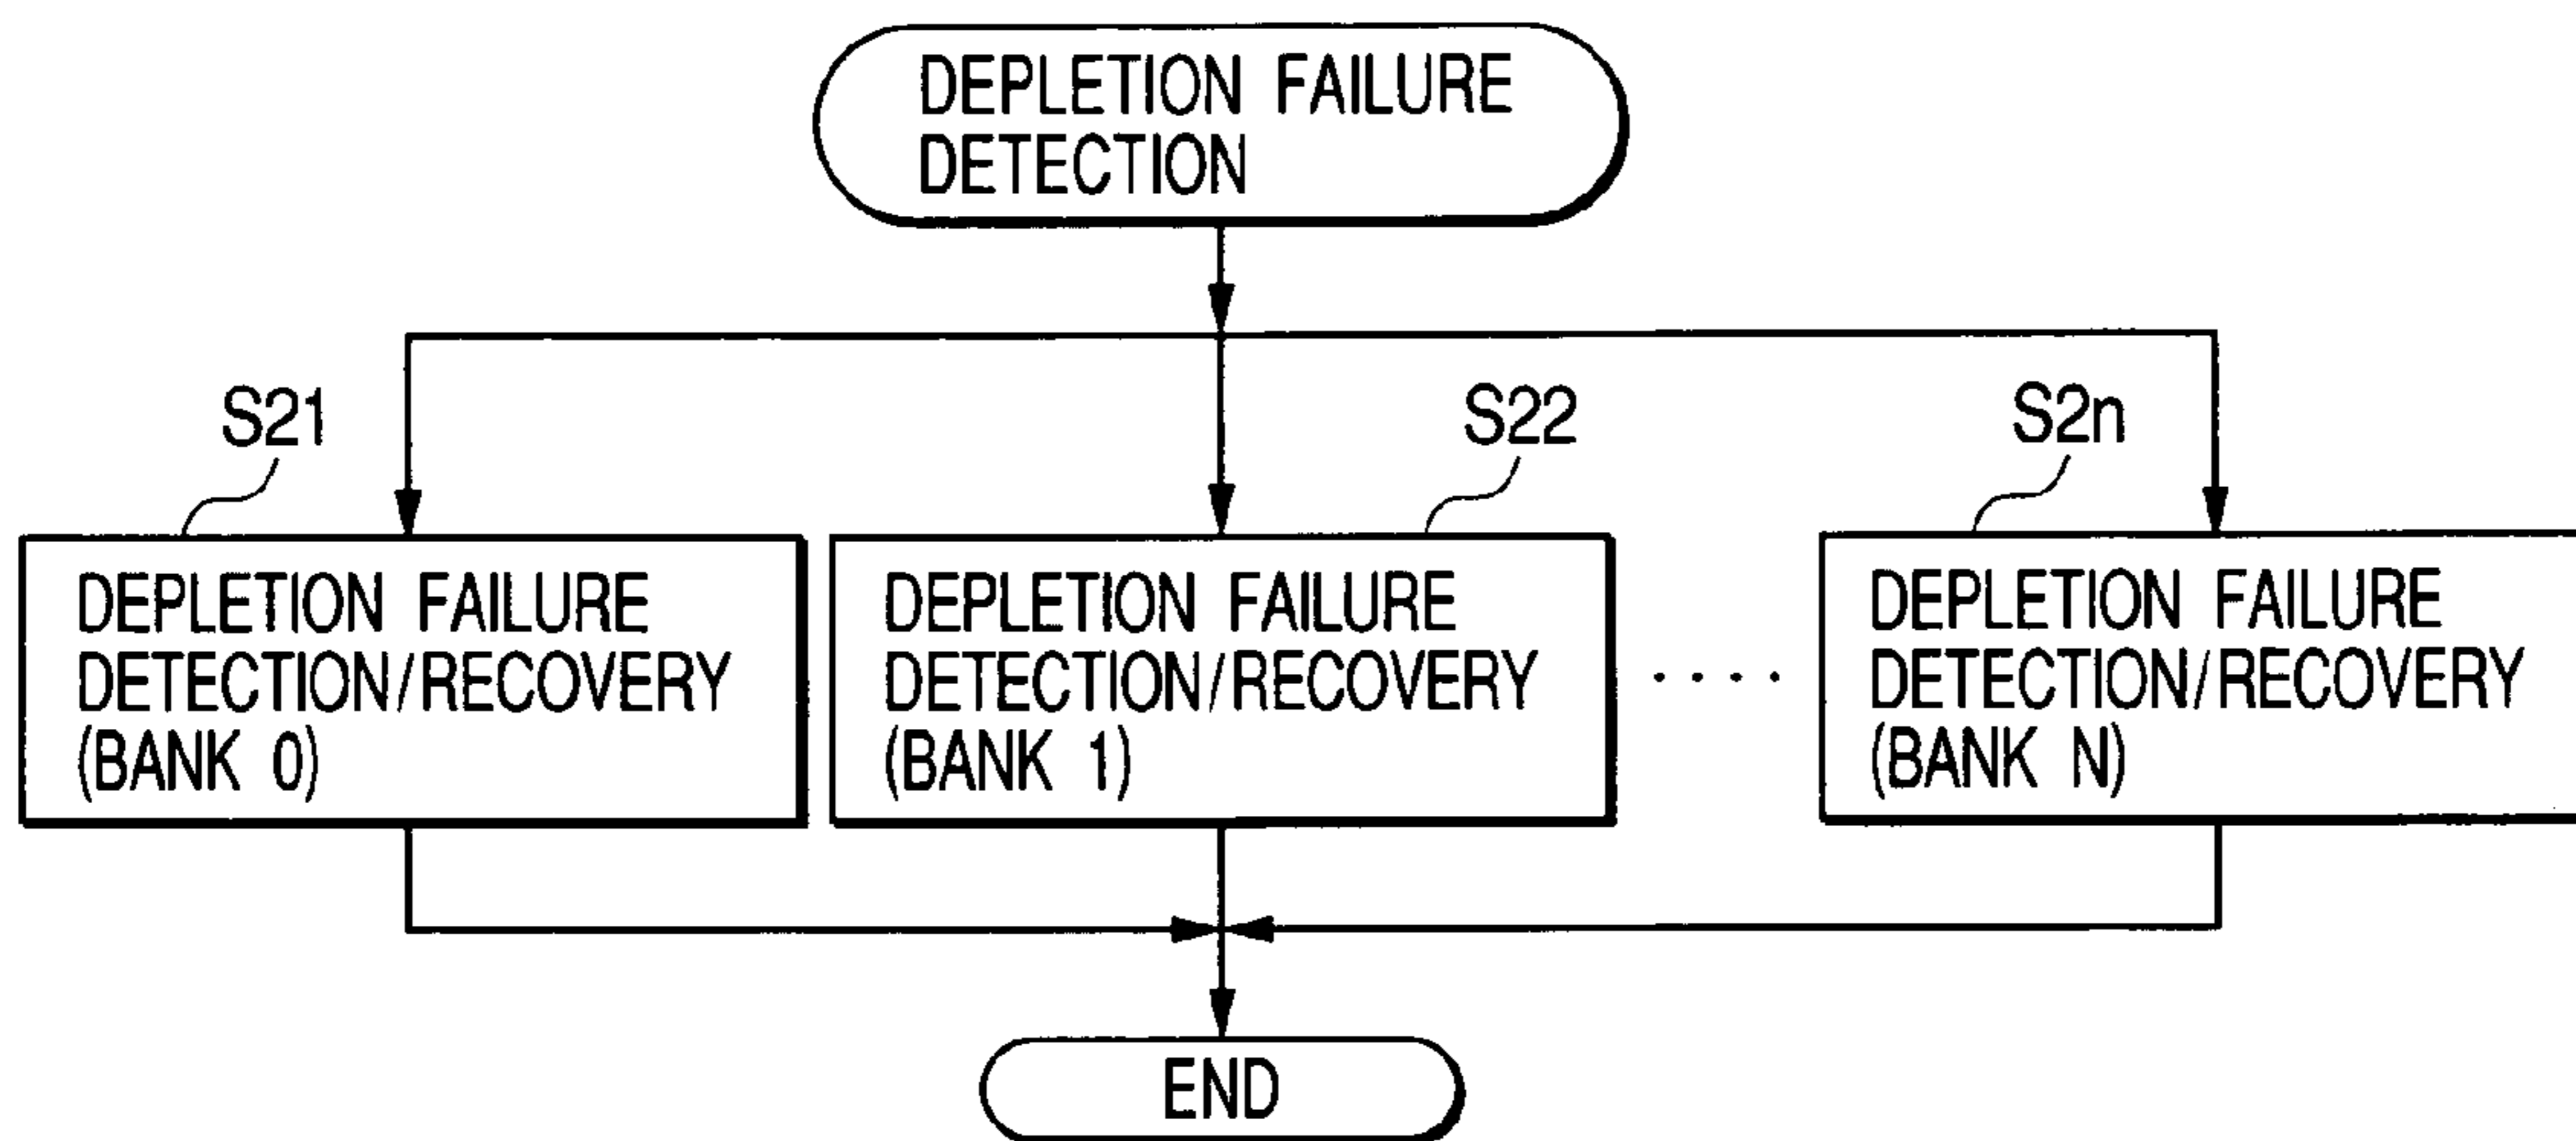 DEPLETION FAILURE
DETECTION
S21
S22
S2n
DEPLETION FAILURE
DETECTION/RECOVERY
(BANK 0)
DEPLETION FAILURE
DETECTION/RECOVERY
(BANK 1)
. . . .
DEPLETION FAILURE
DETECTION/RECOVERY
(BANK N)
END